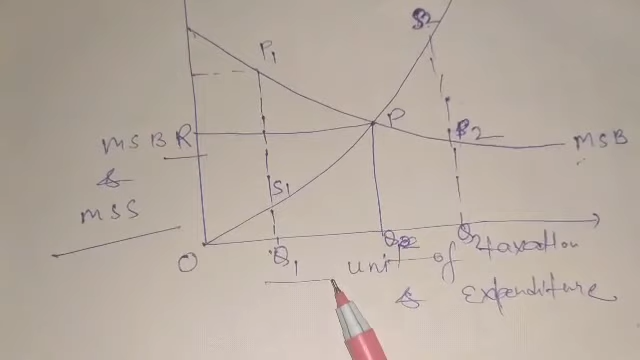 S2
P1
P
MSB R
P2
MSB
&
S1
MSS
O
Q1
Q2
unit of taxation
& Expenditure